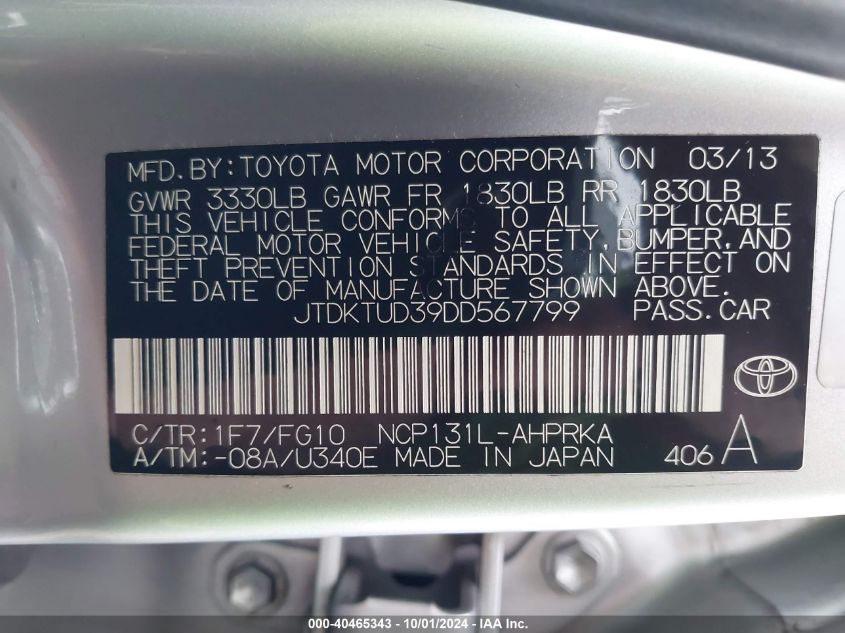 MFD.BY:TOYOTA MOTOR CORPORATION 03/13
GVWR 3330LB GAWR FR 1830LB RR 1830LB
THIS VEHICLE CONFORMS TO ALL APPLICABLE
FEDERAL MOTOR VEHICLE SAFETY,BUMPER,AND
THEFT PREVENTION STANDARDS IN EFFECT ON
THE DATE OF MANUFACTURE SHOWN ABOVE.
JTDKTUD39DD567799 PASS.CAR
C/TR:1F7/FG10 NCP131L-AHPRKA
A/TM:-08A/U340E MADE IN JAPAN 406 A
000-40465343 - 10/01/2024 - IAA Inc.